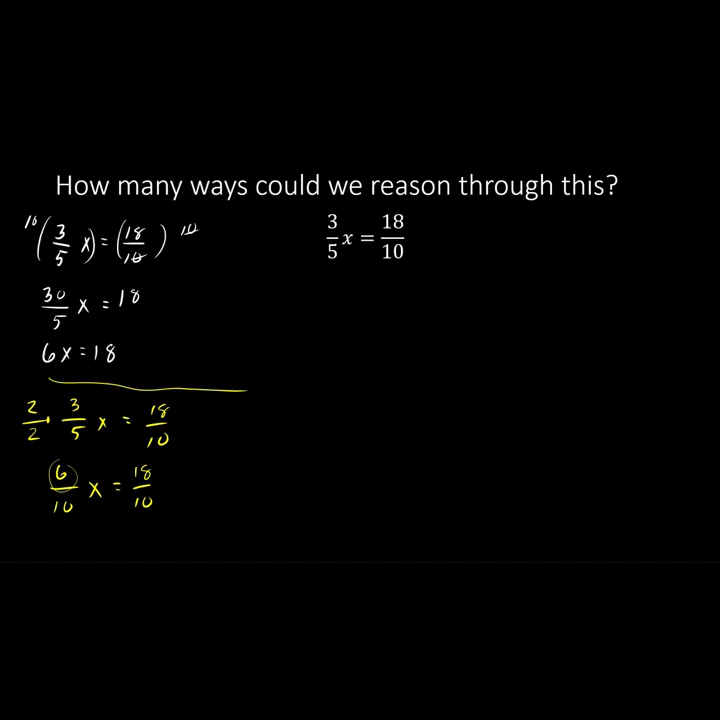 How many ways could we reason through this?
3/5 x = 18/10
10 (3/5 x) = (18/10) 10
30/5 x = 18
6x = 18
2/2 · 3/5 x = 18/10
6/10 x = 18/10